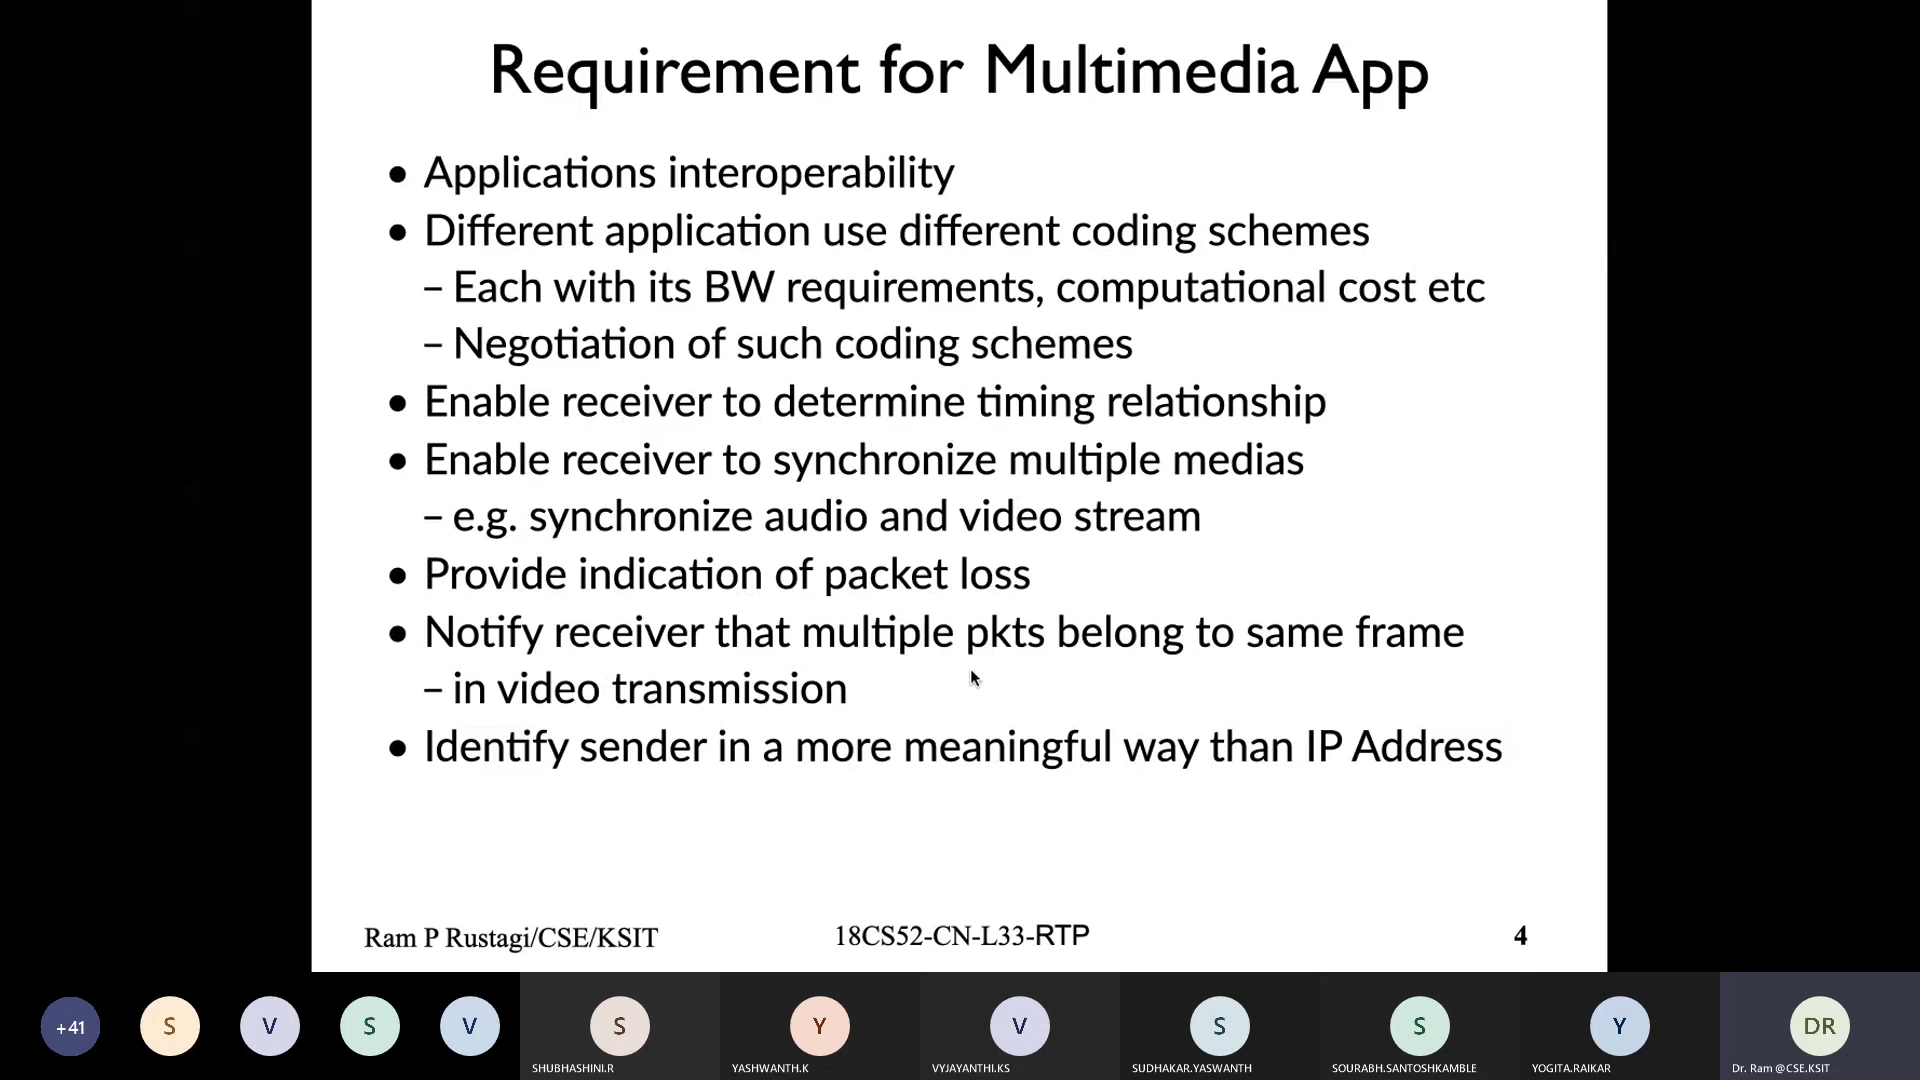 Requirement for Multimedia App
• Applications interoperability
• Different application use different coding schemes
– Each with its BW requirements, computational cost etc
– Negotiation of such coding schemes
• Enable receiver to determine timing relationship
• Enable receiver to synchronize multiple medias
– e.g. synchronize audio and video stream
• Provide indication of packet loss
• Notify receiver that multiple pkts belong to same frame
– in video transmission
• Identify sender in a more meaningful way than IP Address
Ram P Rustagi/CSE/KSIT 18CS52-CN-L33-RTP 4
+41 S V S V S Y V S S Y DR
SHUBHASHINI.R YASHWANTH.K VYJAYANTHI.KS SUDHAKAR.YASWANTH SOURABH.SANTOSHKAMBLE YOGITA.RAIKAR Dr. Ram @CSE.KSIT